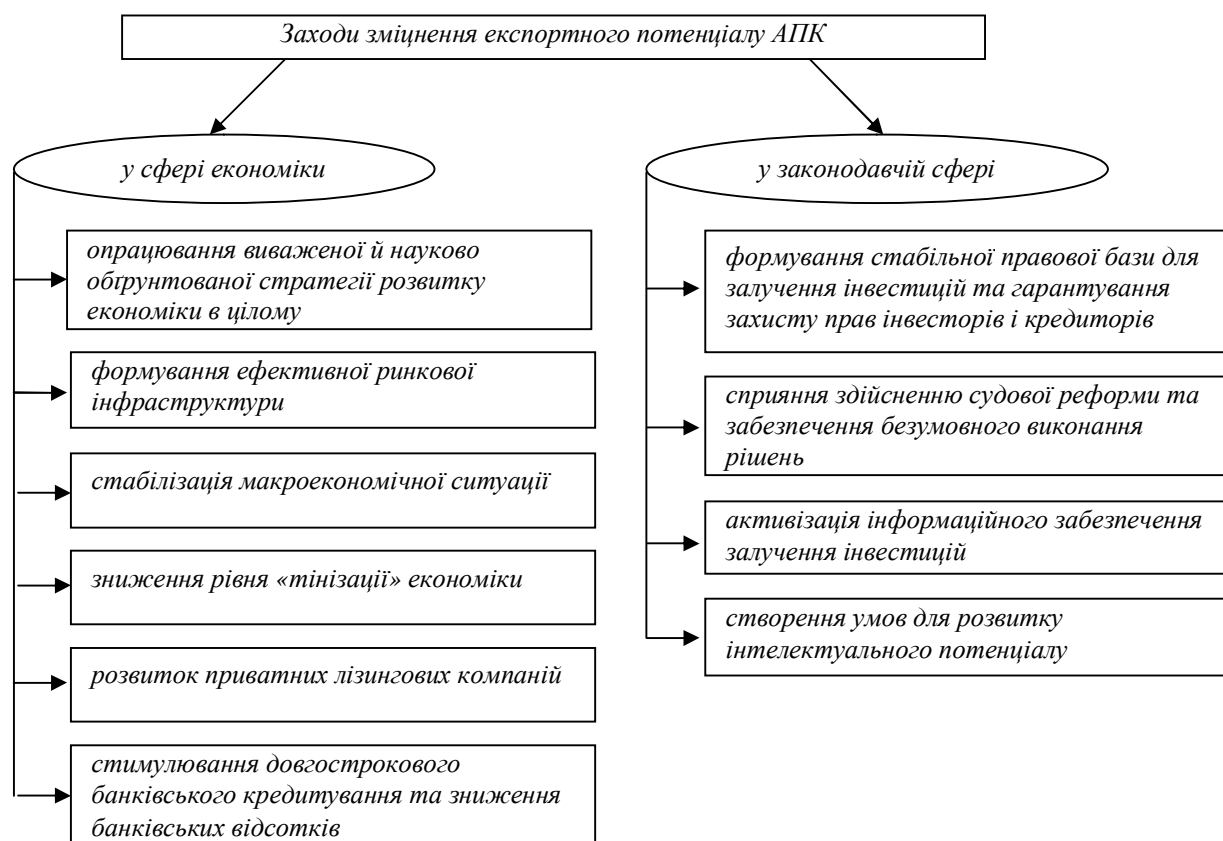 Заходи зміцнення експортного потенціалу АПК
у сфері економіки
опрацювання виваженої й науково
обґрунтованої стратегії розвитку
економіки в цілому
формування ефективної ринкової
інфраструктури
стабілізація макроекономічної ситуації
зниження рівня «тінізації» економіки
розвиток приватних лізингових компаній
стимулювання довгострокового
банківського кредитування та зниження
банківських відсотків
у законодавчій сфері
формування стабільної правової бази для
залучення інвестицій та гарантування
захисту прав інвесторів і кредиторів
сприяння здійсненню судової реформи та
забезпечення безумовного виконання
рішень
активізація інформаційного забезпечення
залучення інвестицій
створення умов для розвитку
інтелектуального потенціалу